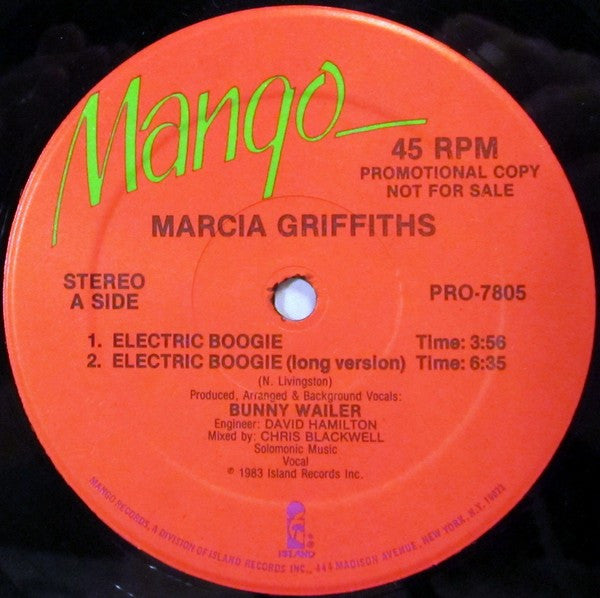 Mango
45 RPM
PROMOTIONAL COPY
NOT FOR SALE
MARCIA GRIFFITHS
STEREO
A SIDE
PRO-7805
1. ELECTRIC BOOGIE Time: 3:56
2. ELECTRIC BOOGIE (long version) Time: 6:35
(N. Livingston)
Produced, Arranged & Background Vocals:
BUNNY WAILER
Engineer: DAVID HAMILTON
Mixed by: CHRIS BLACKWELL
Solomonic Music
Vocal
℗ 1983 Island Records Inc.
ISLAND
MANGO RECORDS, A DIVISION OF ISLAND RECORDS INC., 444 MADISON AVENUE, NEW YORK, N.Y. 10022